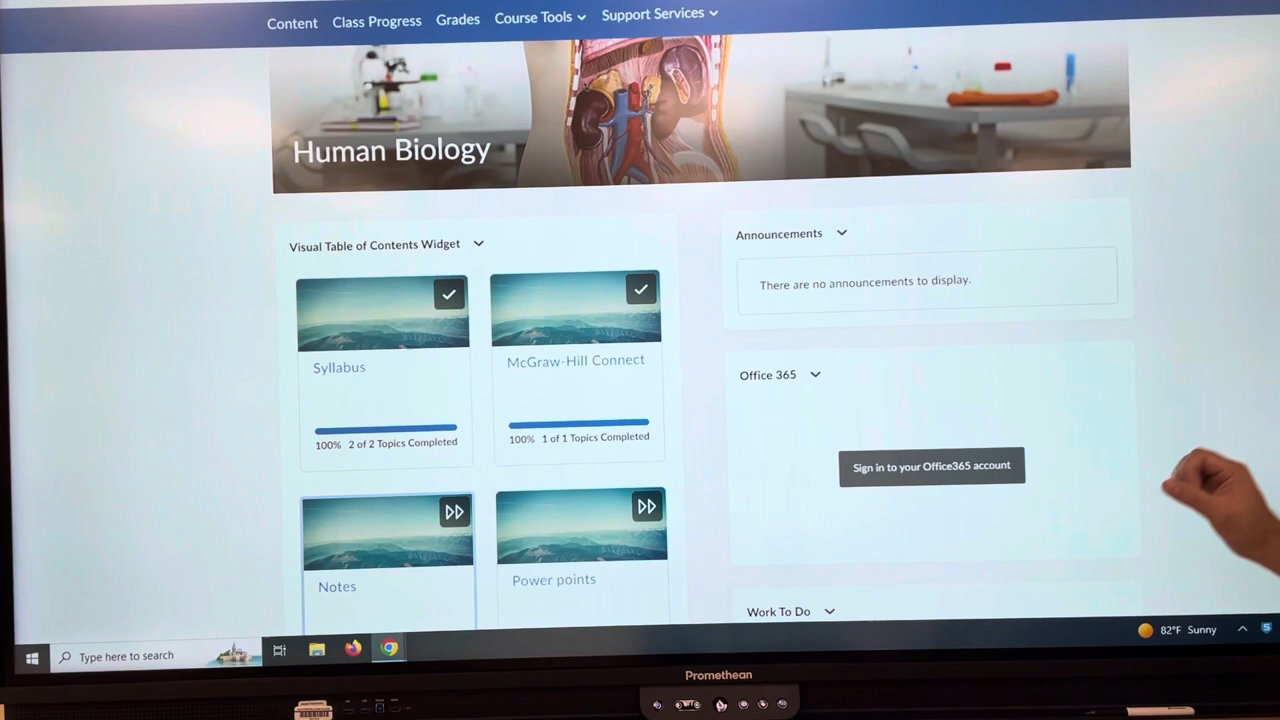 Content Class Progress Grades Course Tools Support Services
Human Biology
Visual Table of Contents Widget
Announcements
There are no announcements to display.
Syllabus
McGraw-Hill Connect
100% 2 of 2 Topics Completed
100% 1 of 1 Topics Completed
Office 365
Sign in to your Office365 account
Notes
Power points
Work To Do
Type here to search
82°F Sunny
Promethean